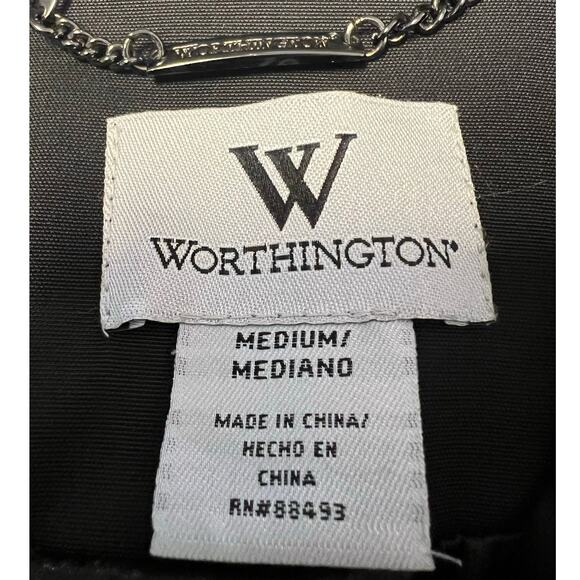 WORTHINGTON
W
WORTHINGTON®
MEDIUM/
MEDIANO
MADE IN CHINA/
HECHO EN
CHINA
RN#88493